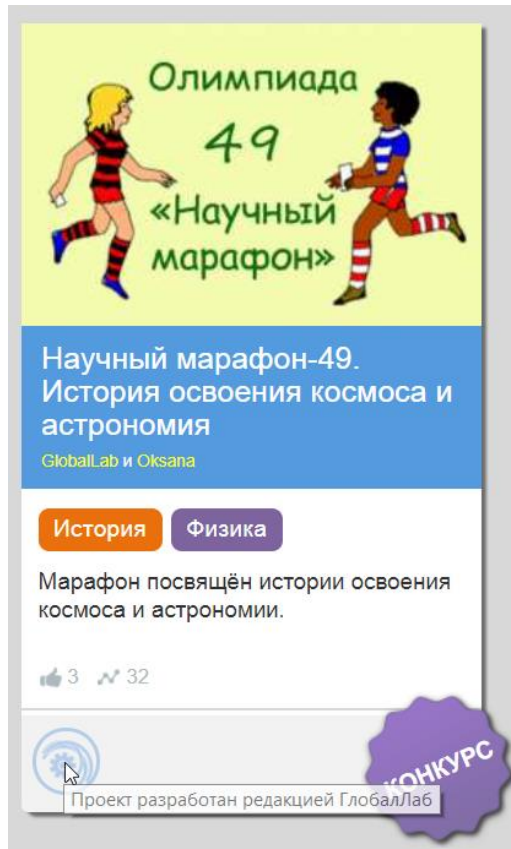 Олимпиада
49
«Научный
марафон»
Научный марафон-49.
История освоения космоса и
астрономия
GlobalLab и Oksana
История Физика
Марафон посвящён истории освоения
космоса и астрономии.
3 32
КОНКУРС
Проект разработан редакцией ГлобалЛаб